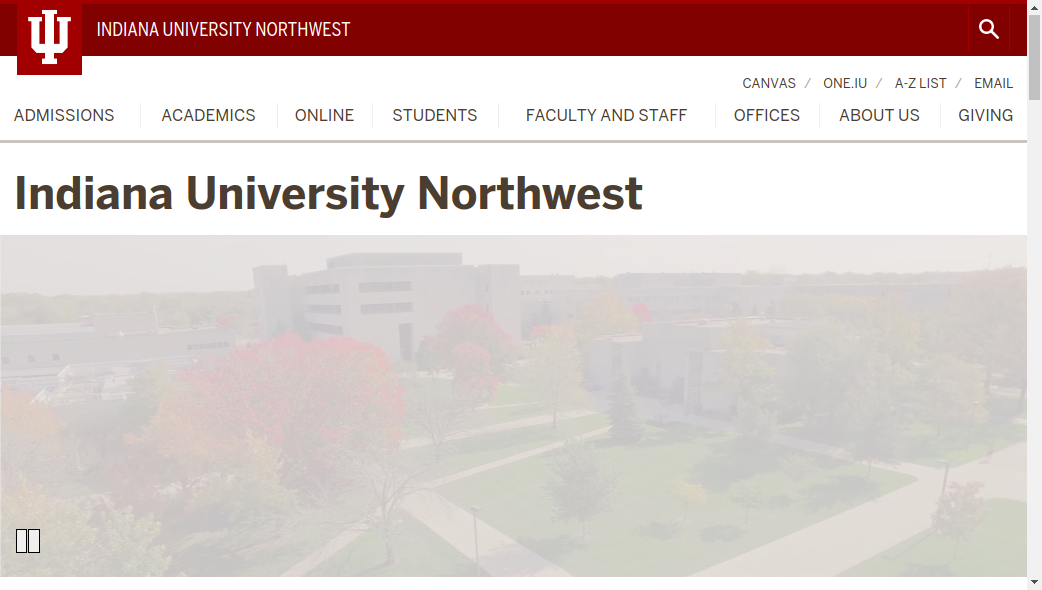 INDIANA UNIVERSITY NORTHWEST
CANVAS / ONE.IU / A-Z LIST / EMAIL
ADMISSIONS ACADEMICS ONLINE STUDENTS FACULTY AND STAFF OFFICES ABOUT US GIVING
Indiana University Northwest